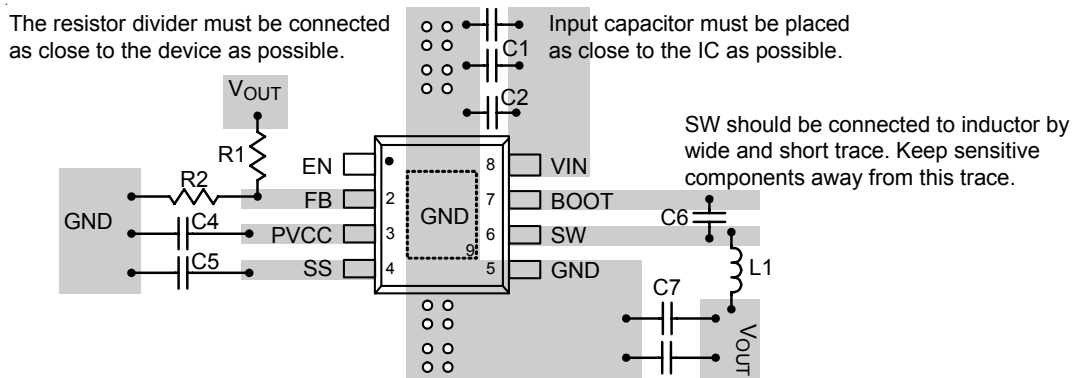 The resistor divider must be connected
as close to the device as possible.
Input capacitor must be placed
as close to the IC as possible.
C1
C2
VOUT
R1
SW should be connected to inductor by
wide and short trace. Keep sensitive
components away from this trace.
EN
8
VIN
R2
FB
2
7
BOOT
GND
GND
C6
C4
PVCC
3
6
SW
9
C5
SS
4
5
GND
L1
C7
VOUT